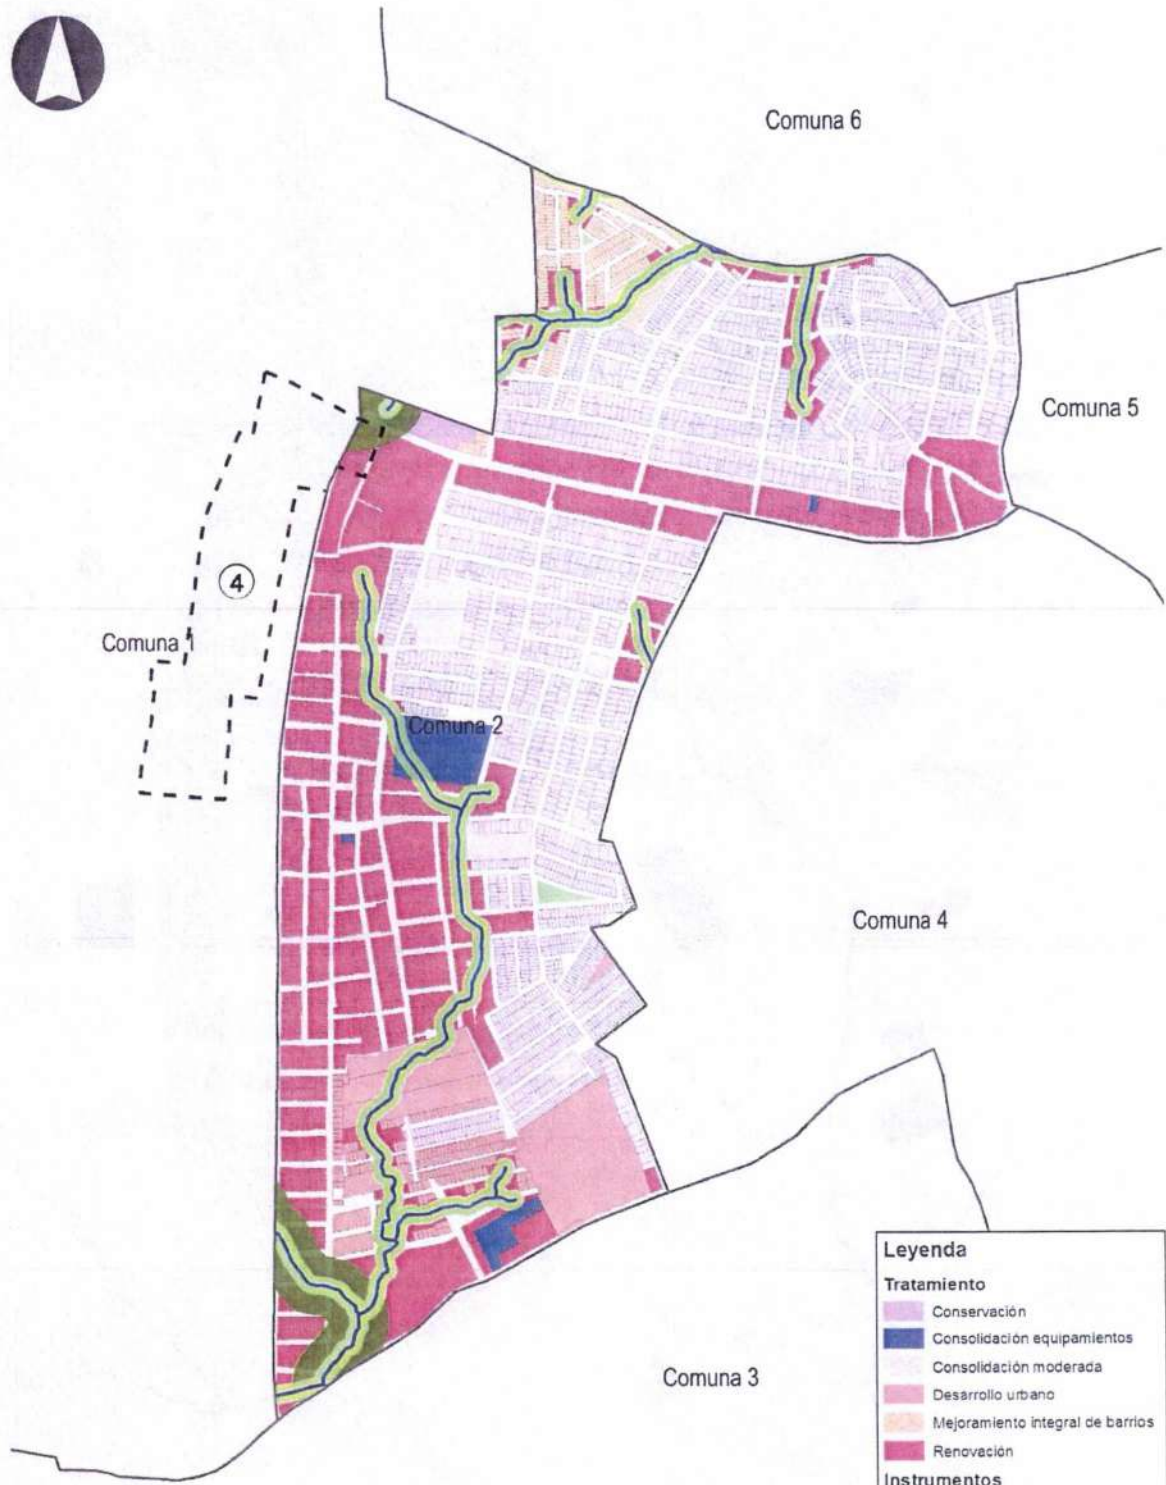 Comuna 6
Comuna 5
4
Comuna 1
Comuna 2
Comuna 4
Comuna 3
Leyenda
Tratamiento
Conservación
Consolidación equipamientos
Consolidación moderada
Desarrollo urbano
Mejoramiento integral de barrios
Renovación
Instrumentos